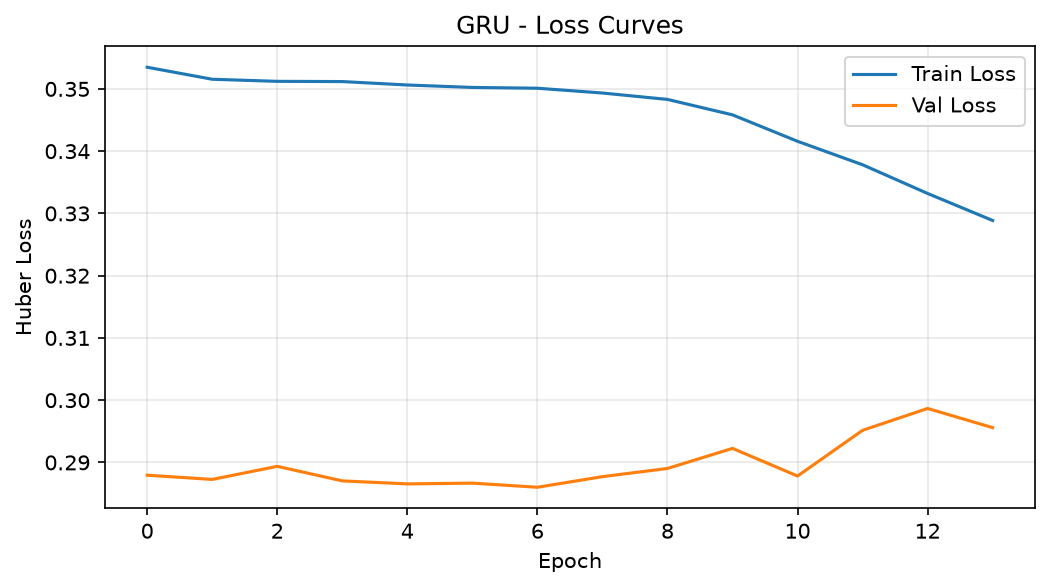 GRU - Loss Curves
Train Loss
Val Loss
Huber Loss
0.35
0.34
0.33
0.32
0.31
0.30
0.29
0 2 4 6 8 10 12
Epoch